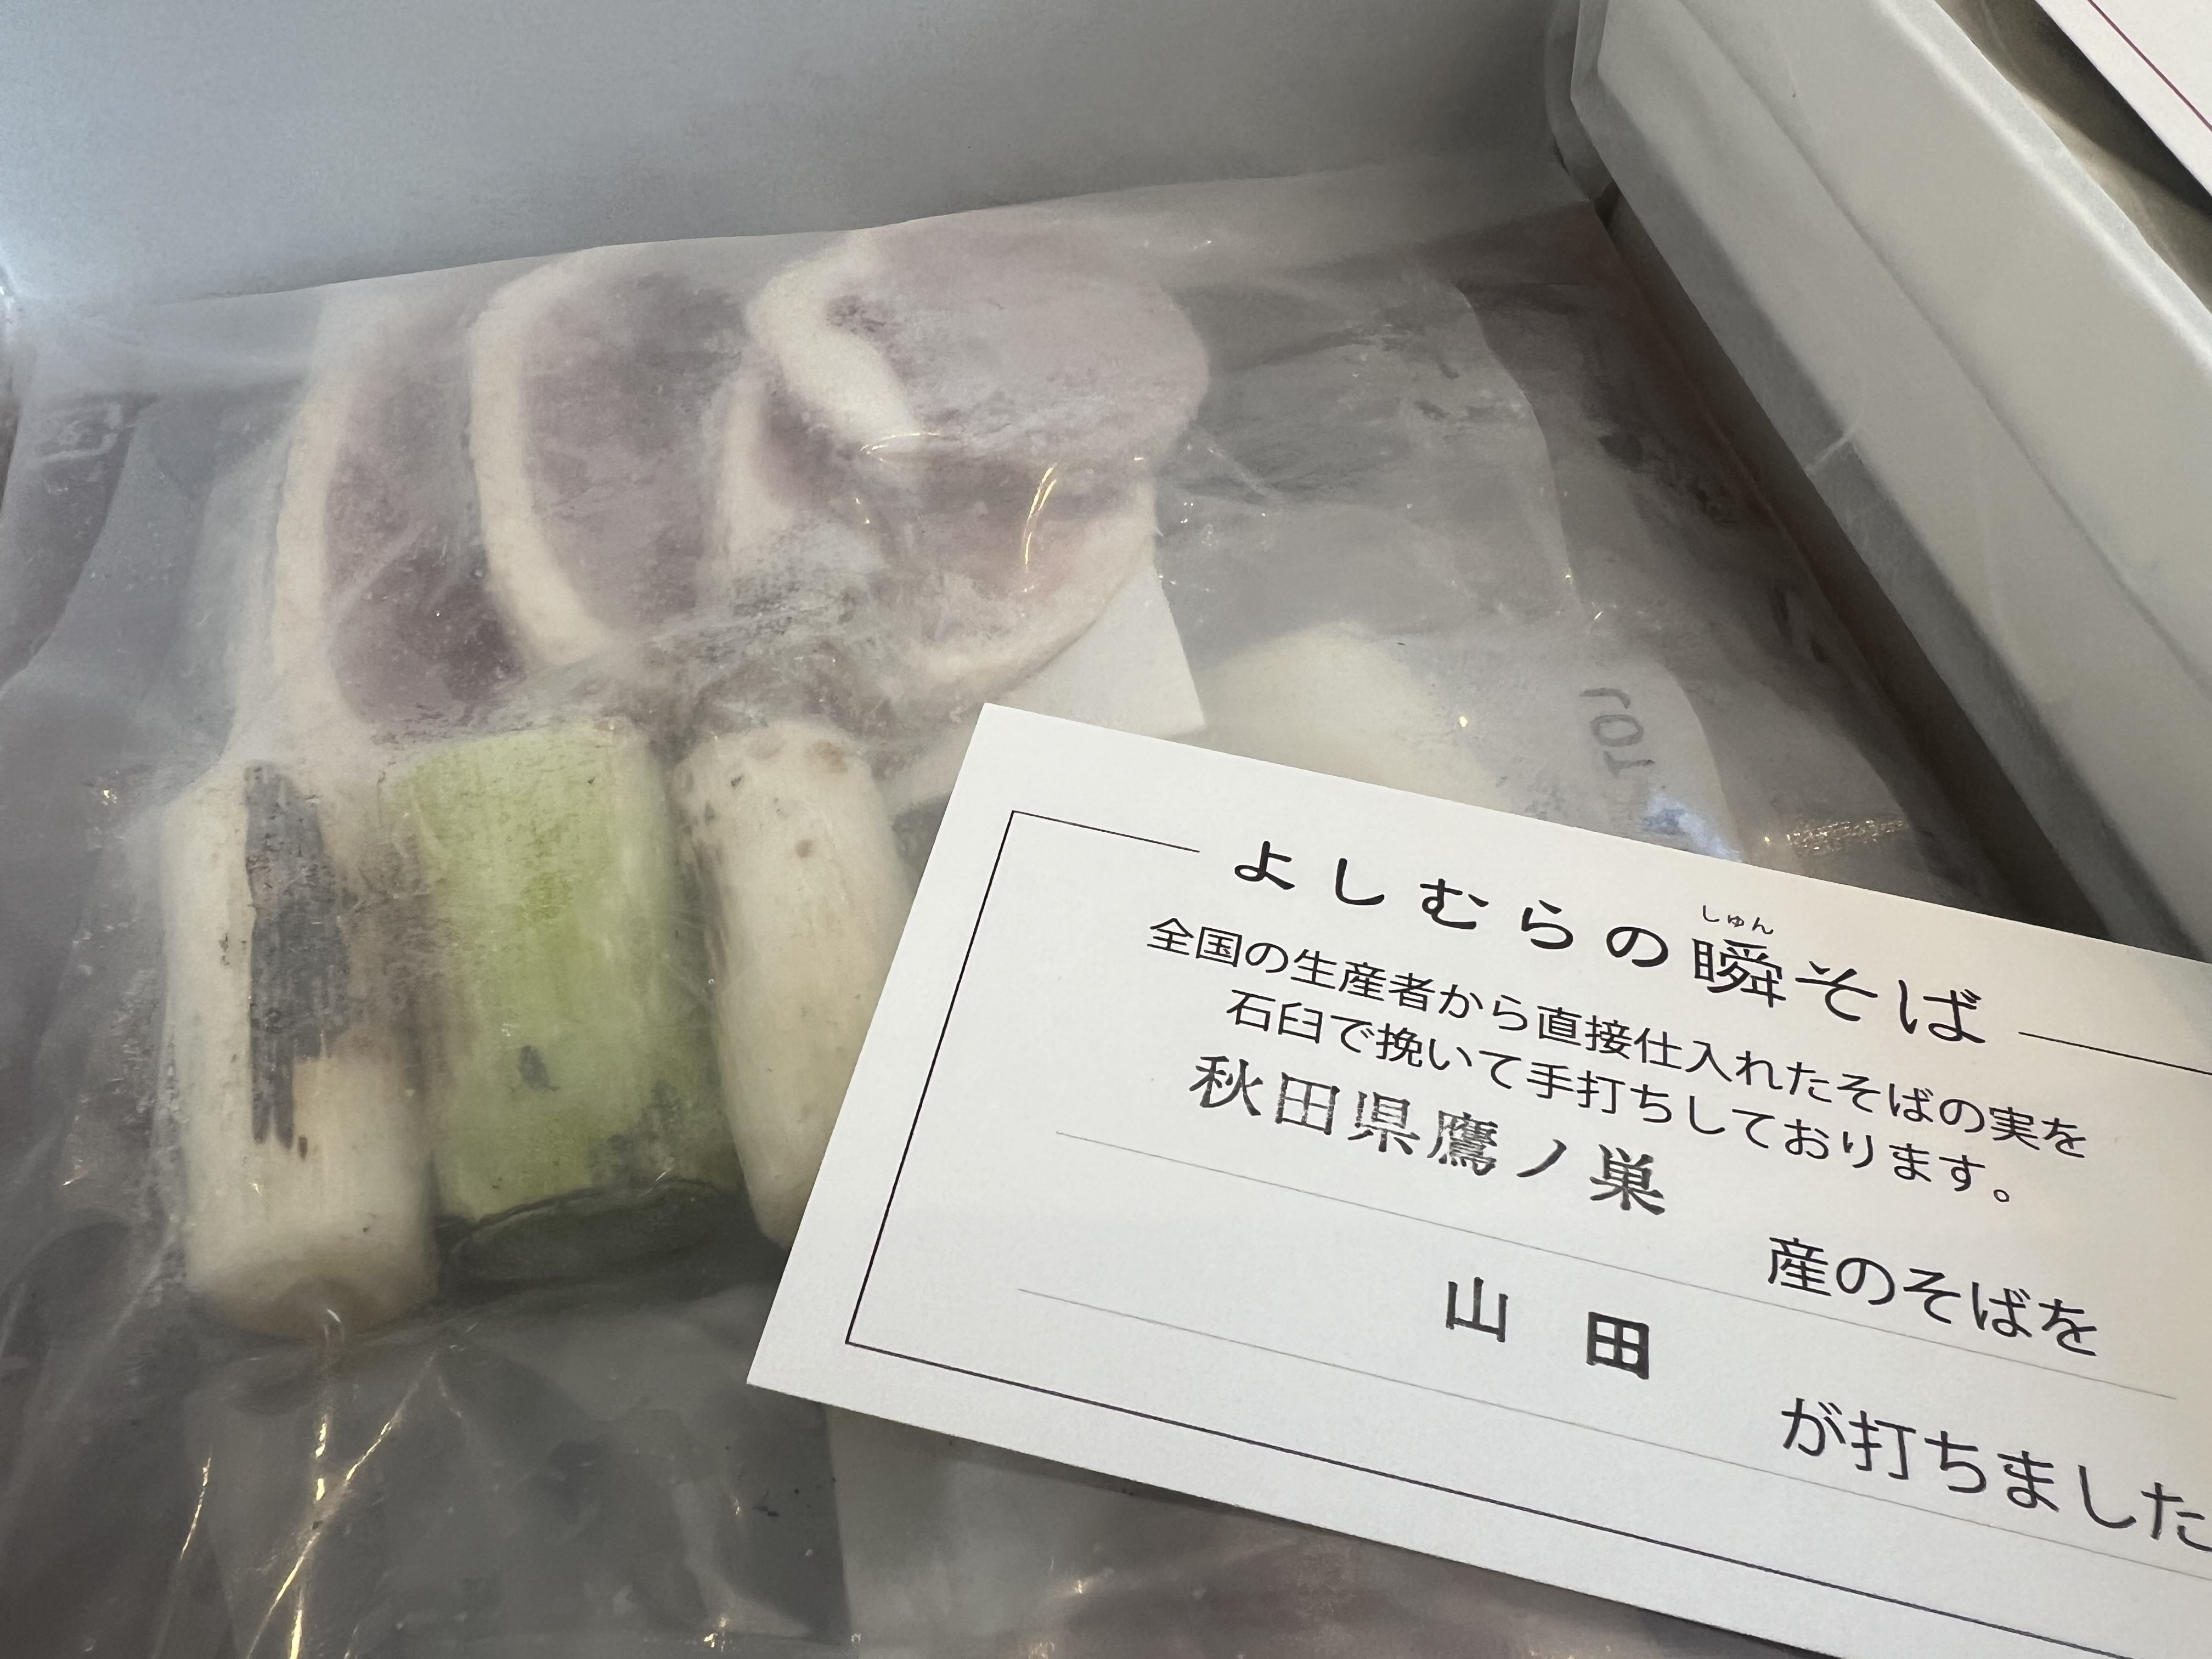 よしむらの瞬そば
しゅん
全国の生産者から直接仕入れたそばの実を
石臼で挽いて手打ちしております。
秋田県鷹ノ巣 産のそばを
山田 が打ちました